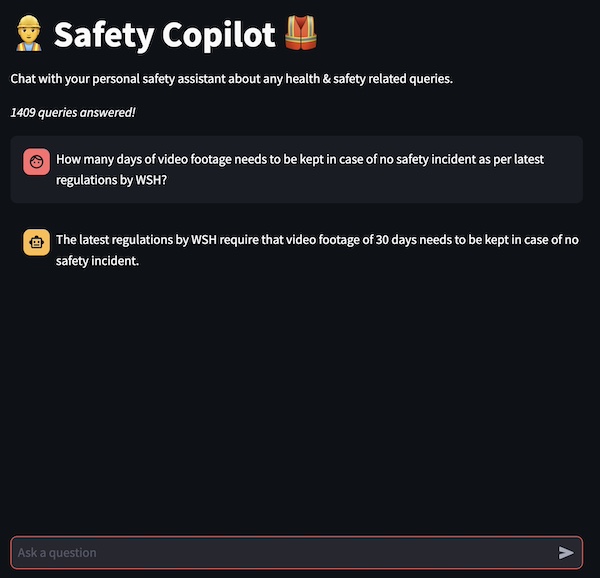 Safety Copilot
Chat with your personal safety assistant about any health & safety related queries.
1409 queries answered!
How many days of video footage needs to be kept in case of no safety incident as per latest
regulations by WSH?
The latest regulations by WSH require that video footage of 30 days needs to be kept in case of no
safety incident.
Ask a question